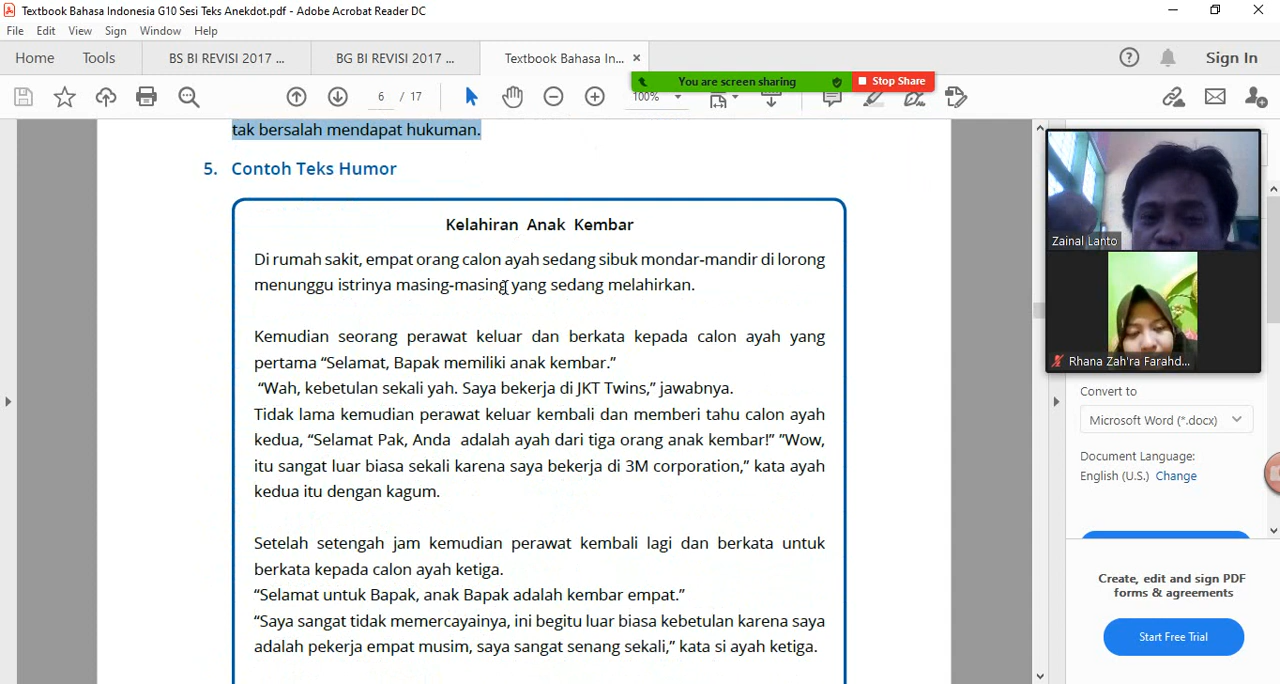 Textbook Bahasa Indonesia G10 Sesi Teks Anekdot.pdf - Adobe Acrobat Reader DC
File Edit View Sign Window Help
Home Tools BS BI REVISI 2017 ... BG BI REVISI 2017 ... Textbook Bahasa In... × Sign In
You are screen sharing Stop Share
6 / 17 100%
tak bersalah mendapat hukuman.
5. Contoh Teks Humor
Kelahiran Anak Kembar
Di rumah sakit, empat orang calon ayah sedang sibuk mondar-mandir di lorong
menunggu istrinya masing-masing yang sedang melahirkan.
Kemudian seorang perawat keluar dan berkata kepada calon ayah yang
pertama “Selamat, Bapak memiliki anak kembar.”
“Wah, kebetulan sekali yah. Saya bekerja di JKT Twins,” jawabnya.
Tidak lama kemudian perawat keluar kembali dan memberi tahu calon ayah
kedua, “Selamat Pak, Anda adalah ayah dari tiga orang anak kembar!” ”Wow,
itu sangat luar biasa sekali karena saya bekerja di 3M corporation,” kata ayah
kedua itu dengan kagum.
Setelah setengah jam kemudian perawat kembali lagi dan berkata untuk
berkata kepada calon ayah ketiga.
“Selamat untuk Bapak, anak Bapak adalah kembar empat.”
“Saya sangat tidak memercayainya, ini begitu luar biasa kebetulan karena saya
adalah pekerja empat musim, saya sangat senang sekali,” kata si ayah ketiga.
Zainal Lanto
Rhana Zah'ra Farahd...
Convert to
Microsoft Word (*.docx)
Document Language:
English (U.S.) Change
Create, edit and sign PDF
forms & agreements
Start Free Trial